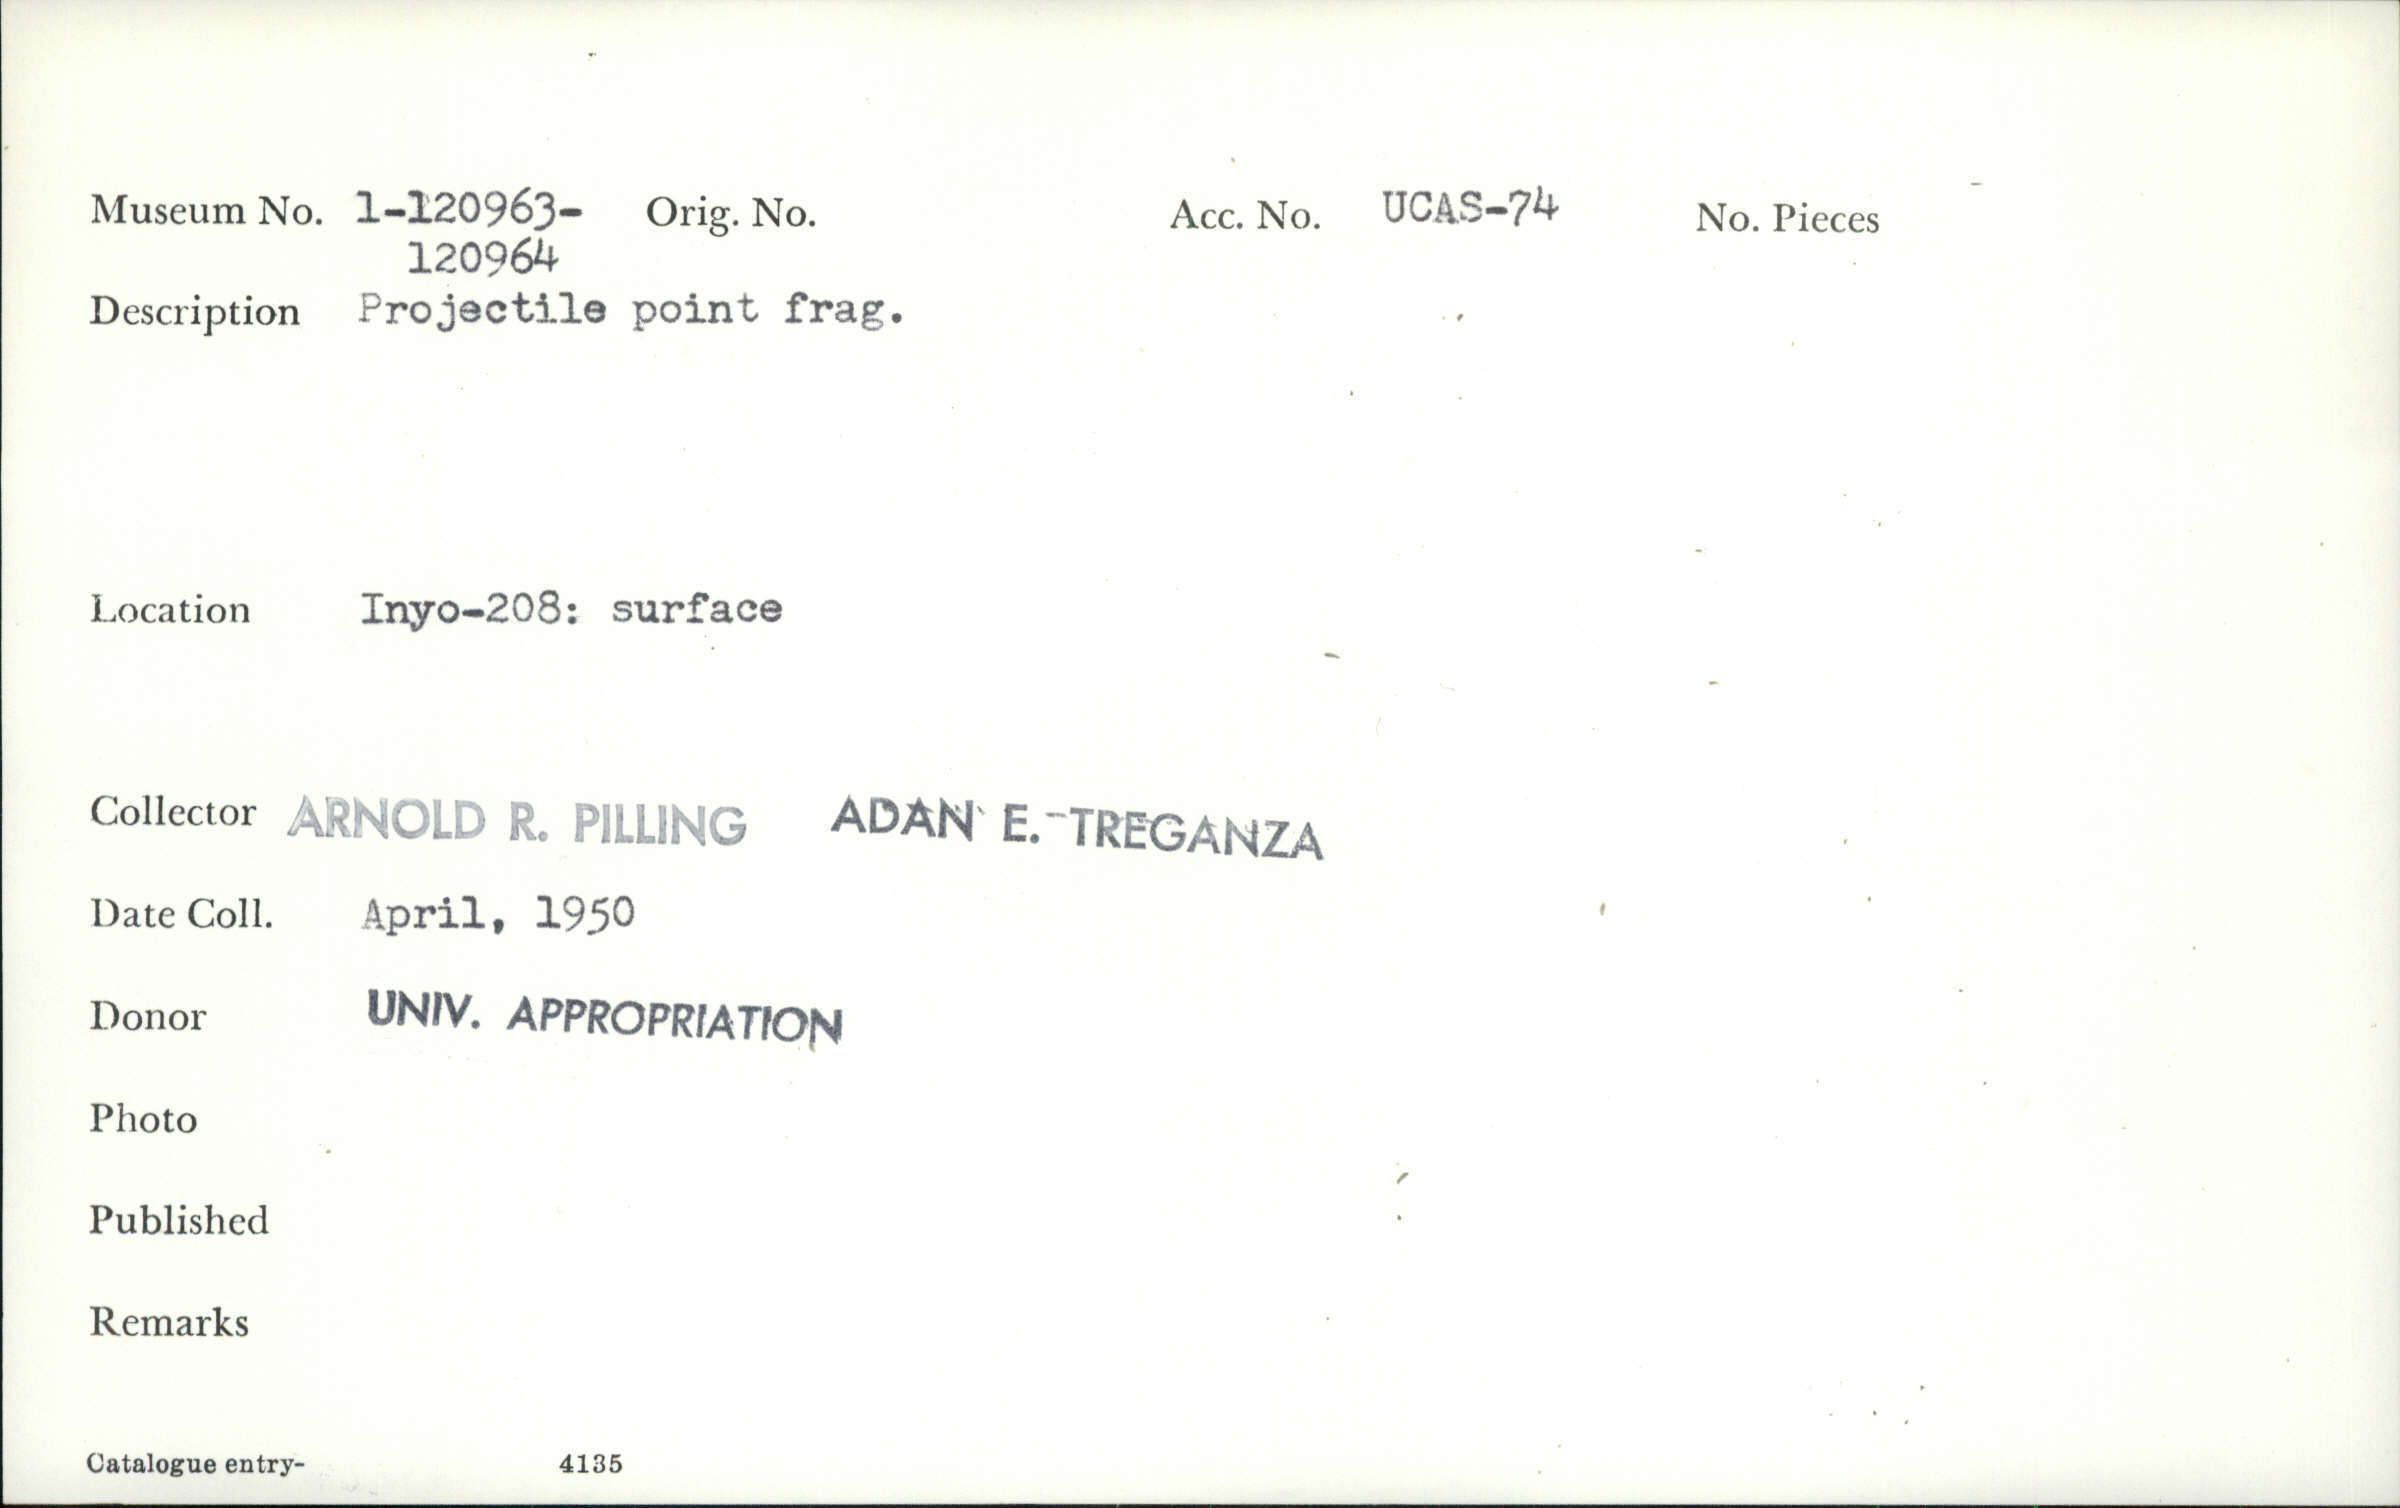 Museum No. 1-120963- Orig. No. Acc. No. UCAS-74 No. Pieces
120964
Description Projectile point frag.
Location Inyo-208: surface
Collector ARNOLD R. PILLING ADAN E. TREGANZA
Date Coll. April, 1950
Donor UNIV. APPROPRIATION
Photo
Published
Remarks
Catalogue entry- 4135